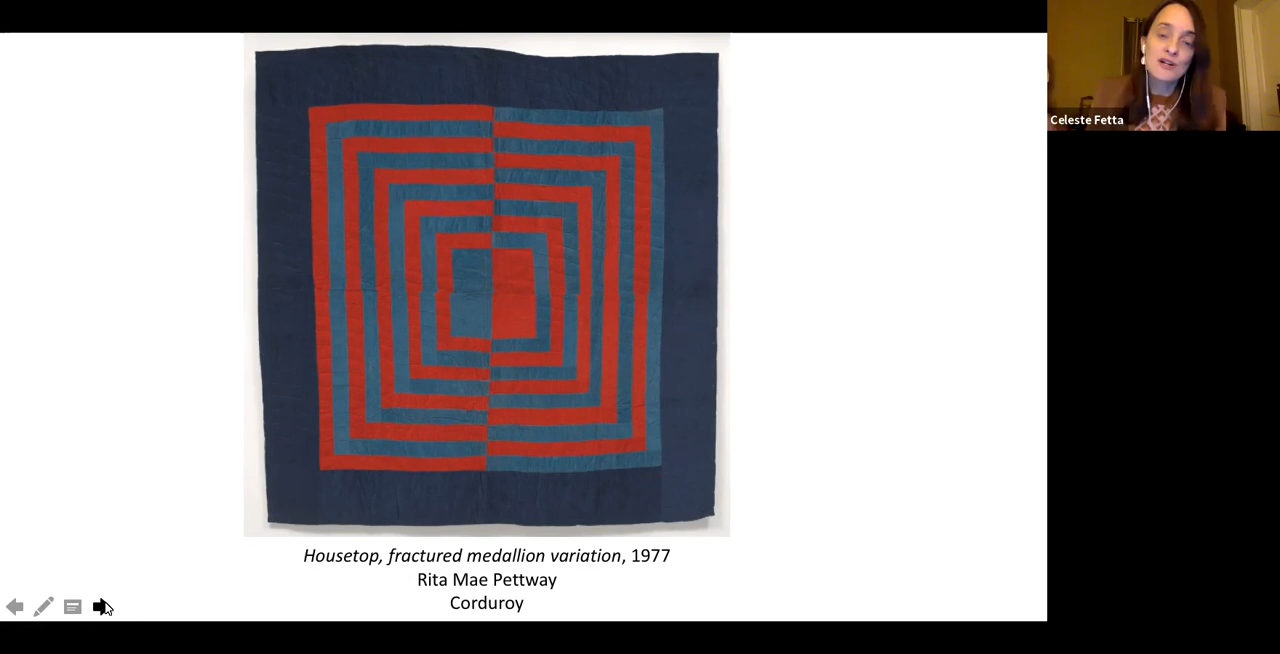 Celeste Fetta
Housetop, fractured medallion variation, 1977
Rita Mae Pettway
Corduroy